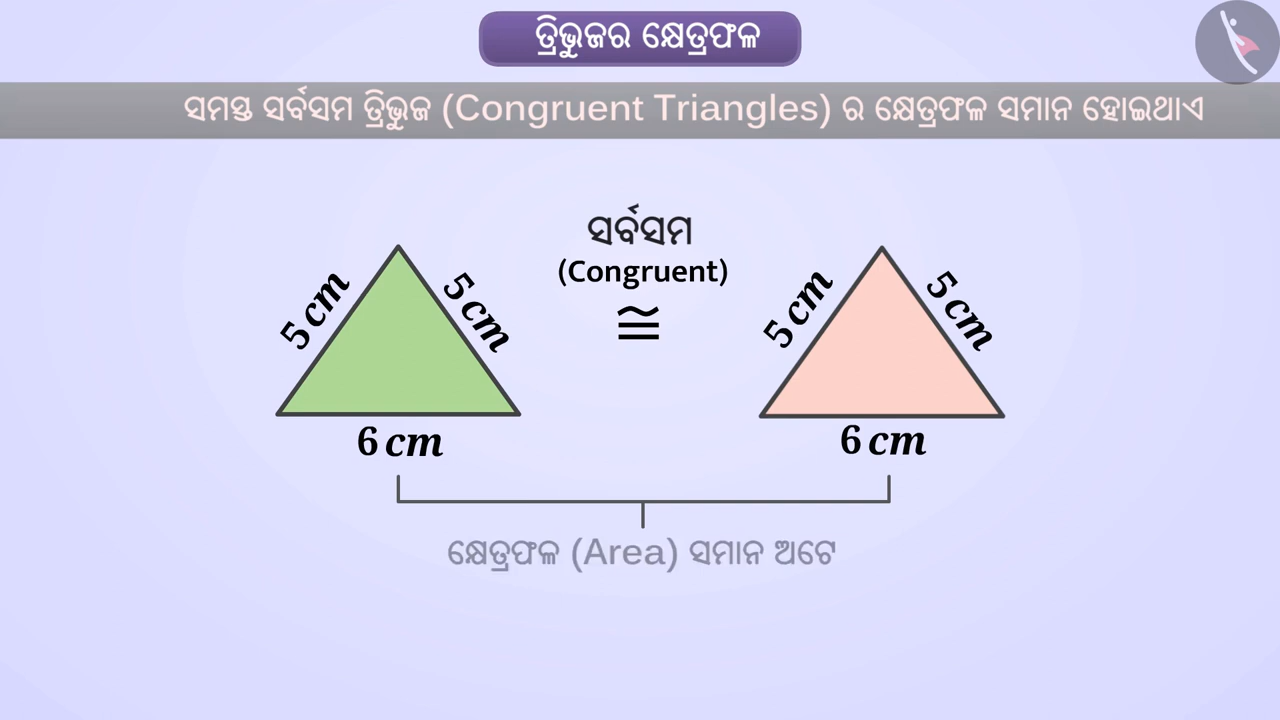 ତ୍ରିଭୁଜର କ୍ଷେତ୍ରଫଳ
ସମସ୍ତ ସର୍ବସମ ତ୍ରିଭୁଜ (Congruent Triangles) ର କ୍ଷେତ୍ରଫଳ ସମାନ ହୋଇଥାଏ
ସର୍ବସମ
(Congruent)
≅
5 cm
5 cm
6 cm
5 cm
5 cm
6 cm
କ୍ଷେତ୍ରଫଳ (Area) ସମାନ ଅଟେ